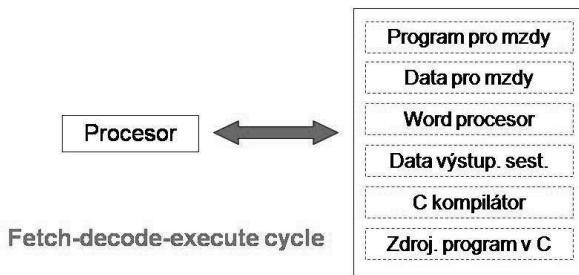 Procesor
Fetch-decode-execute cycle
Program pro mzdy
Data pro mzdy
Word procesor
Data výstup. sest.
C kompilátor
Zdroj. program v C